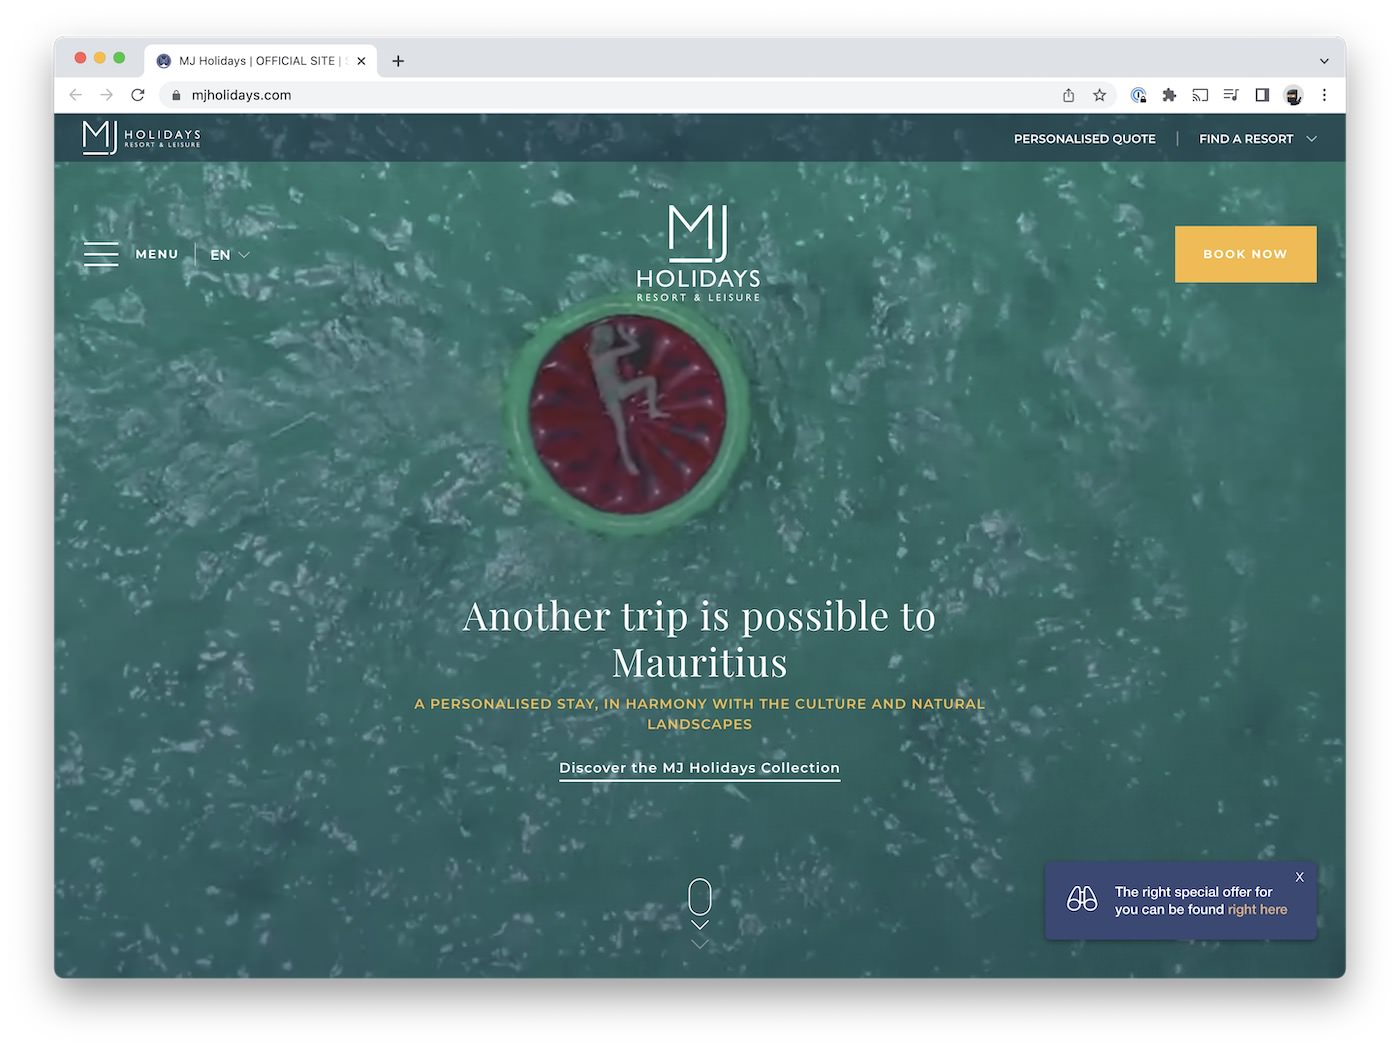 MJ Holidays | OFFICIAL SITE |
mjholidays.com
MJ HOLIDAYS
RESORT & LEISURE
PERSONALISED QUOTE
FIND A RESORT
MENU
EN
MJ
HOLIDAYS
RESORT & LEISURE
BOOK NOW
Another trip is possible to
Mauritius
A PERSONALISED STAY, IN HARMONY WITH THE CULTURE AND NATURAL
LANDSCAPES
Discover the MJ Holidays Collection
X
The right special offer for
you can be found right here